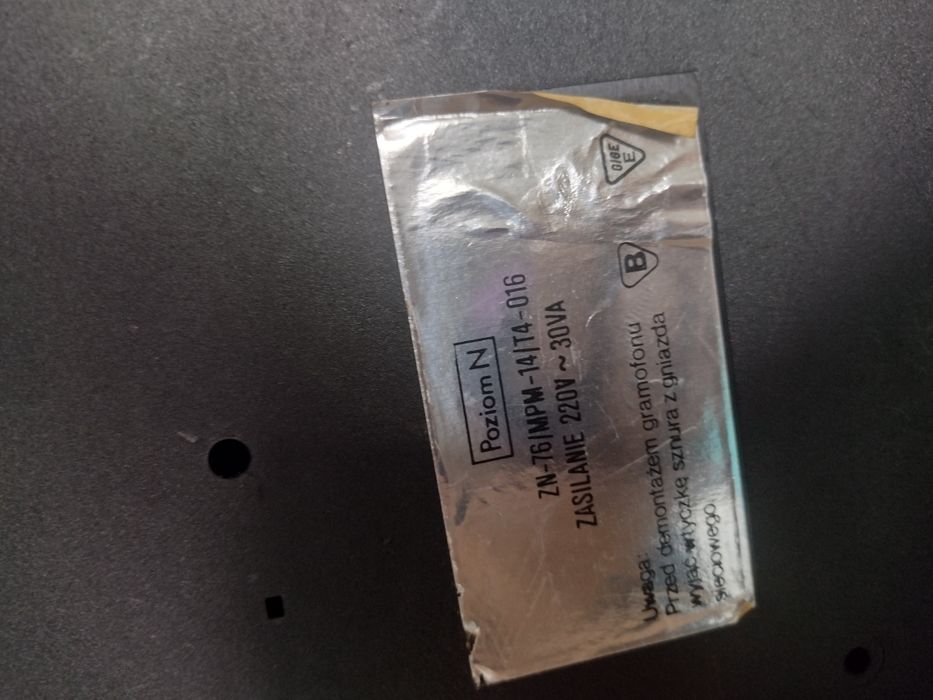 Poziom N
ZN-76/MPM-14/T4-016
ZASILANIE 220V ~ 30VA
B
E
Uwaga:
Przed demontażem gramofonu
wyjąć wtyczkę sznura z gniazda
sieciowego